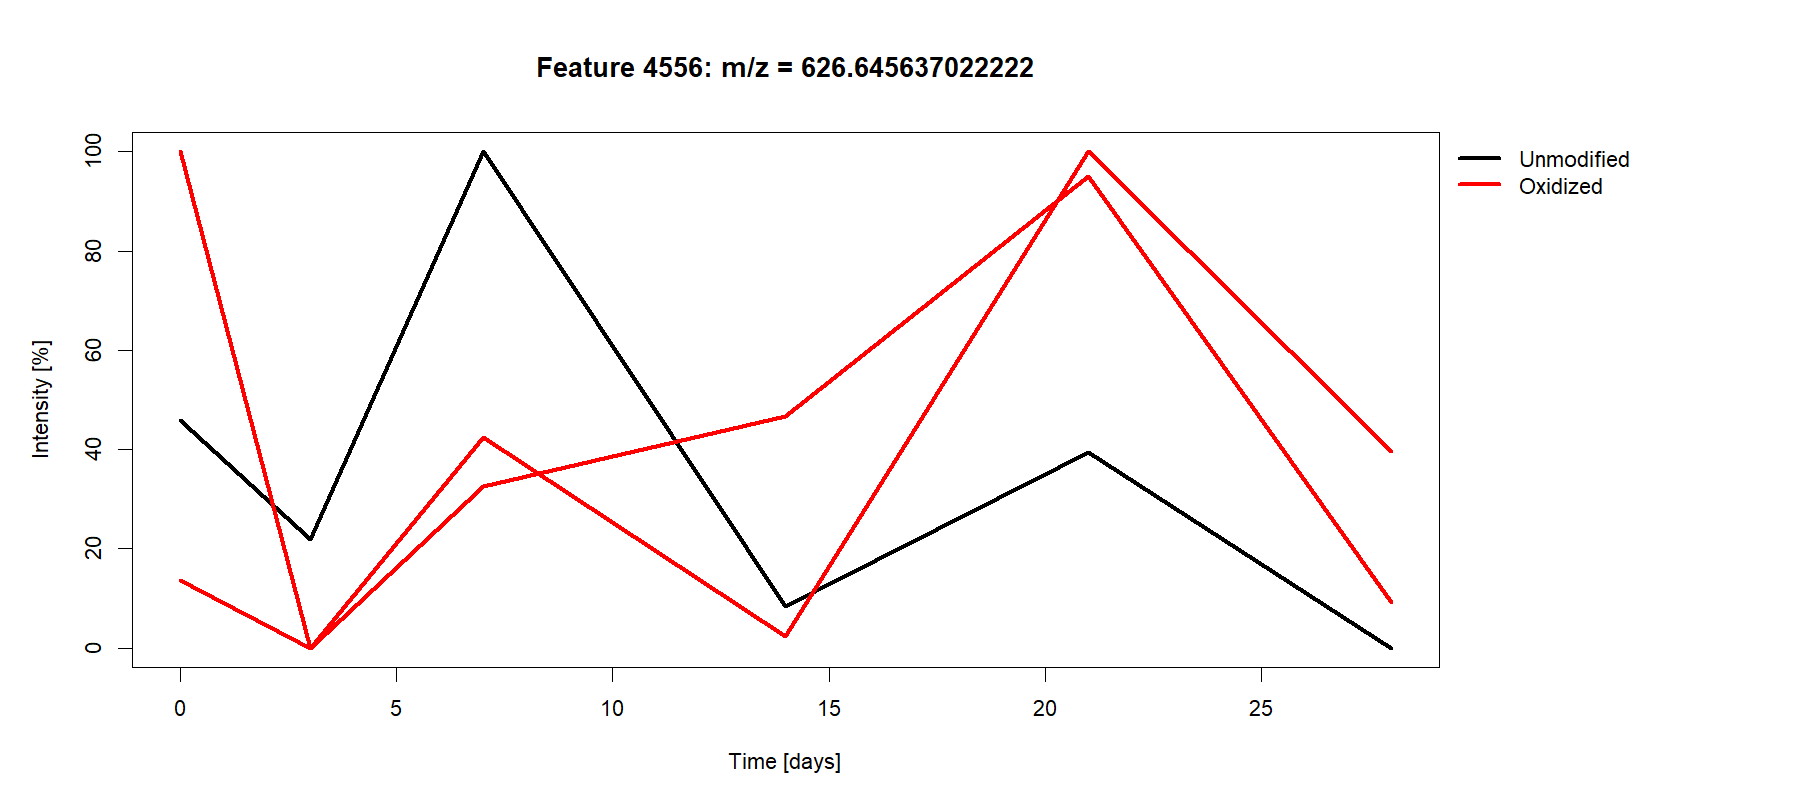 Feature 4556: m/z = 626.645637022222
Unmodified
Oxidized
Intensity [%]
100
80
60
40
20
0
0 5 10 15 20 25
Time [days]